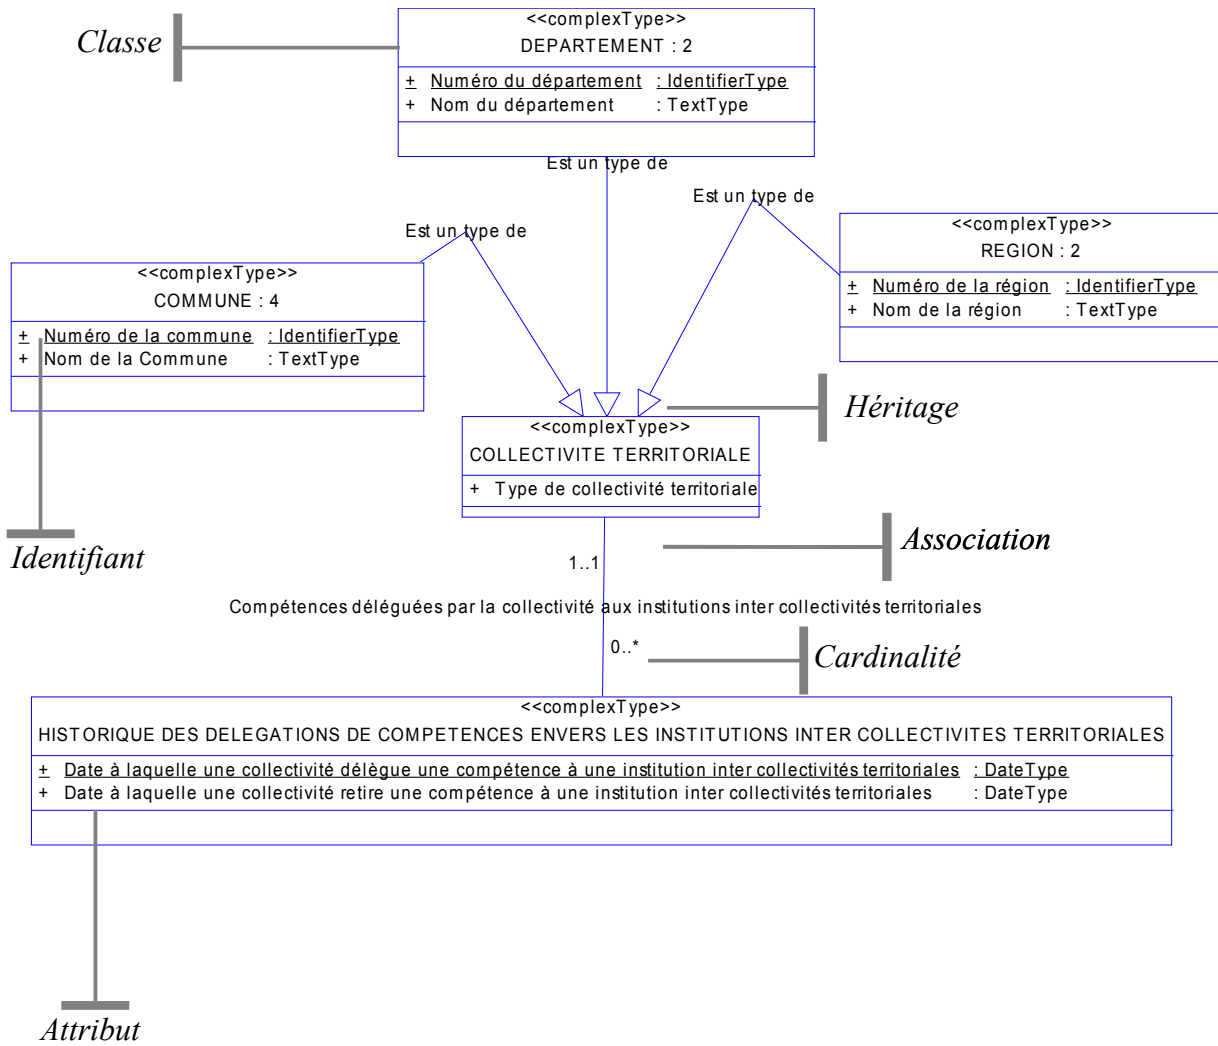 Classe
<<complexType>>
DEPARTEMENT : 2
+ Numéro du département : IdentifierType
+ Nom du département : TextType
Est un type de
Est un type de
Est un type de
<<complexType>>
REGION : 2
+ Numéro de la région : IdentifierType
+ Nom de la région : TextType
<<complexType>>
COMMUNE : 4
+ Numéro de la commune : IdentifierType
+ Nom de la Commune : TextType
Héritage
<<complexType>>
COLLECTIVITE TERRITORIALE
+ Type de collectivité territoriale
Identifiant
Association
1..1
Compétences déléguées par la collectivité aux institutions inter collectivités territoriales
0..*
Cardinalité
<<complexType>>
HISTORIQUE DES DELEGATIONS DE COMPETENCES ENVERS LES INSTITUTIONS INTER COLLECTIVITES TERRITORIALES
+ Date à laquelle une collectivité délègue une compétence à une institution inter collectivités territoriales : DateType
+ Date à laquelle une collectivité retire une compétence à une institution inter collectivités territoriales : DateType
Attribut